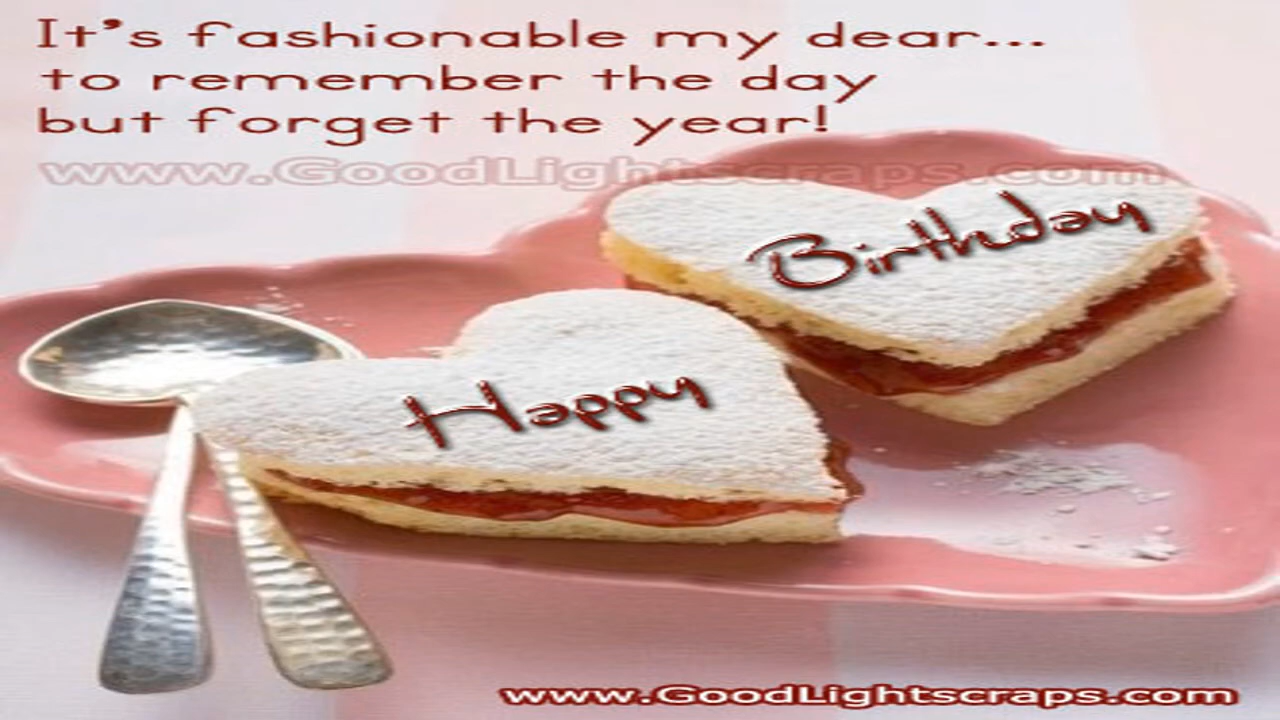 It's fashionable my dear...
to remember the day
but forget the year!
www.GoodLightscraps.com
Birthday
Happy
www.GoodLightscraps.com